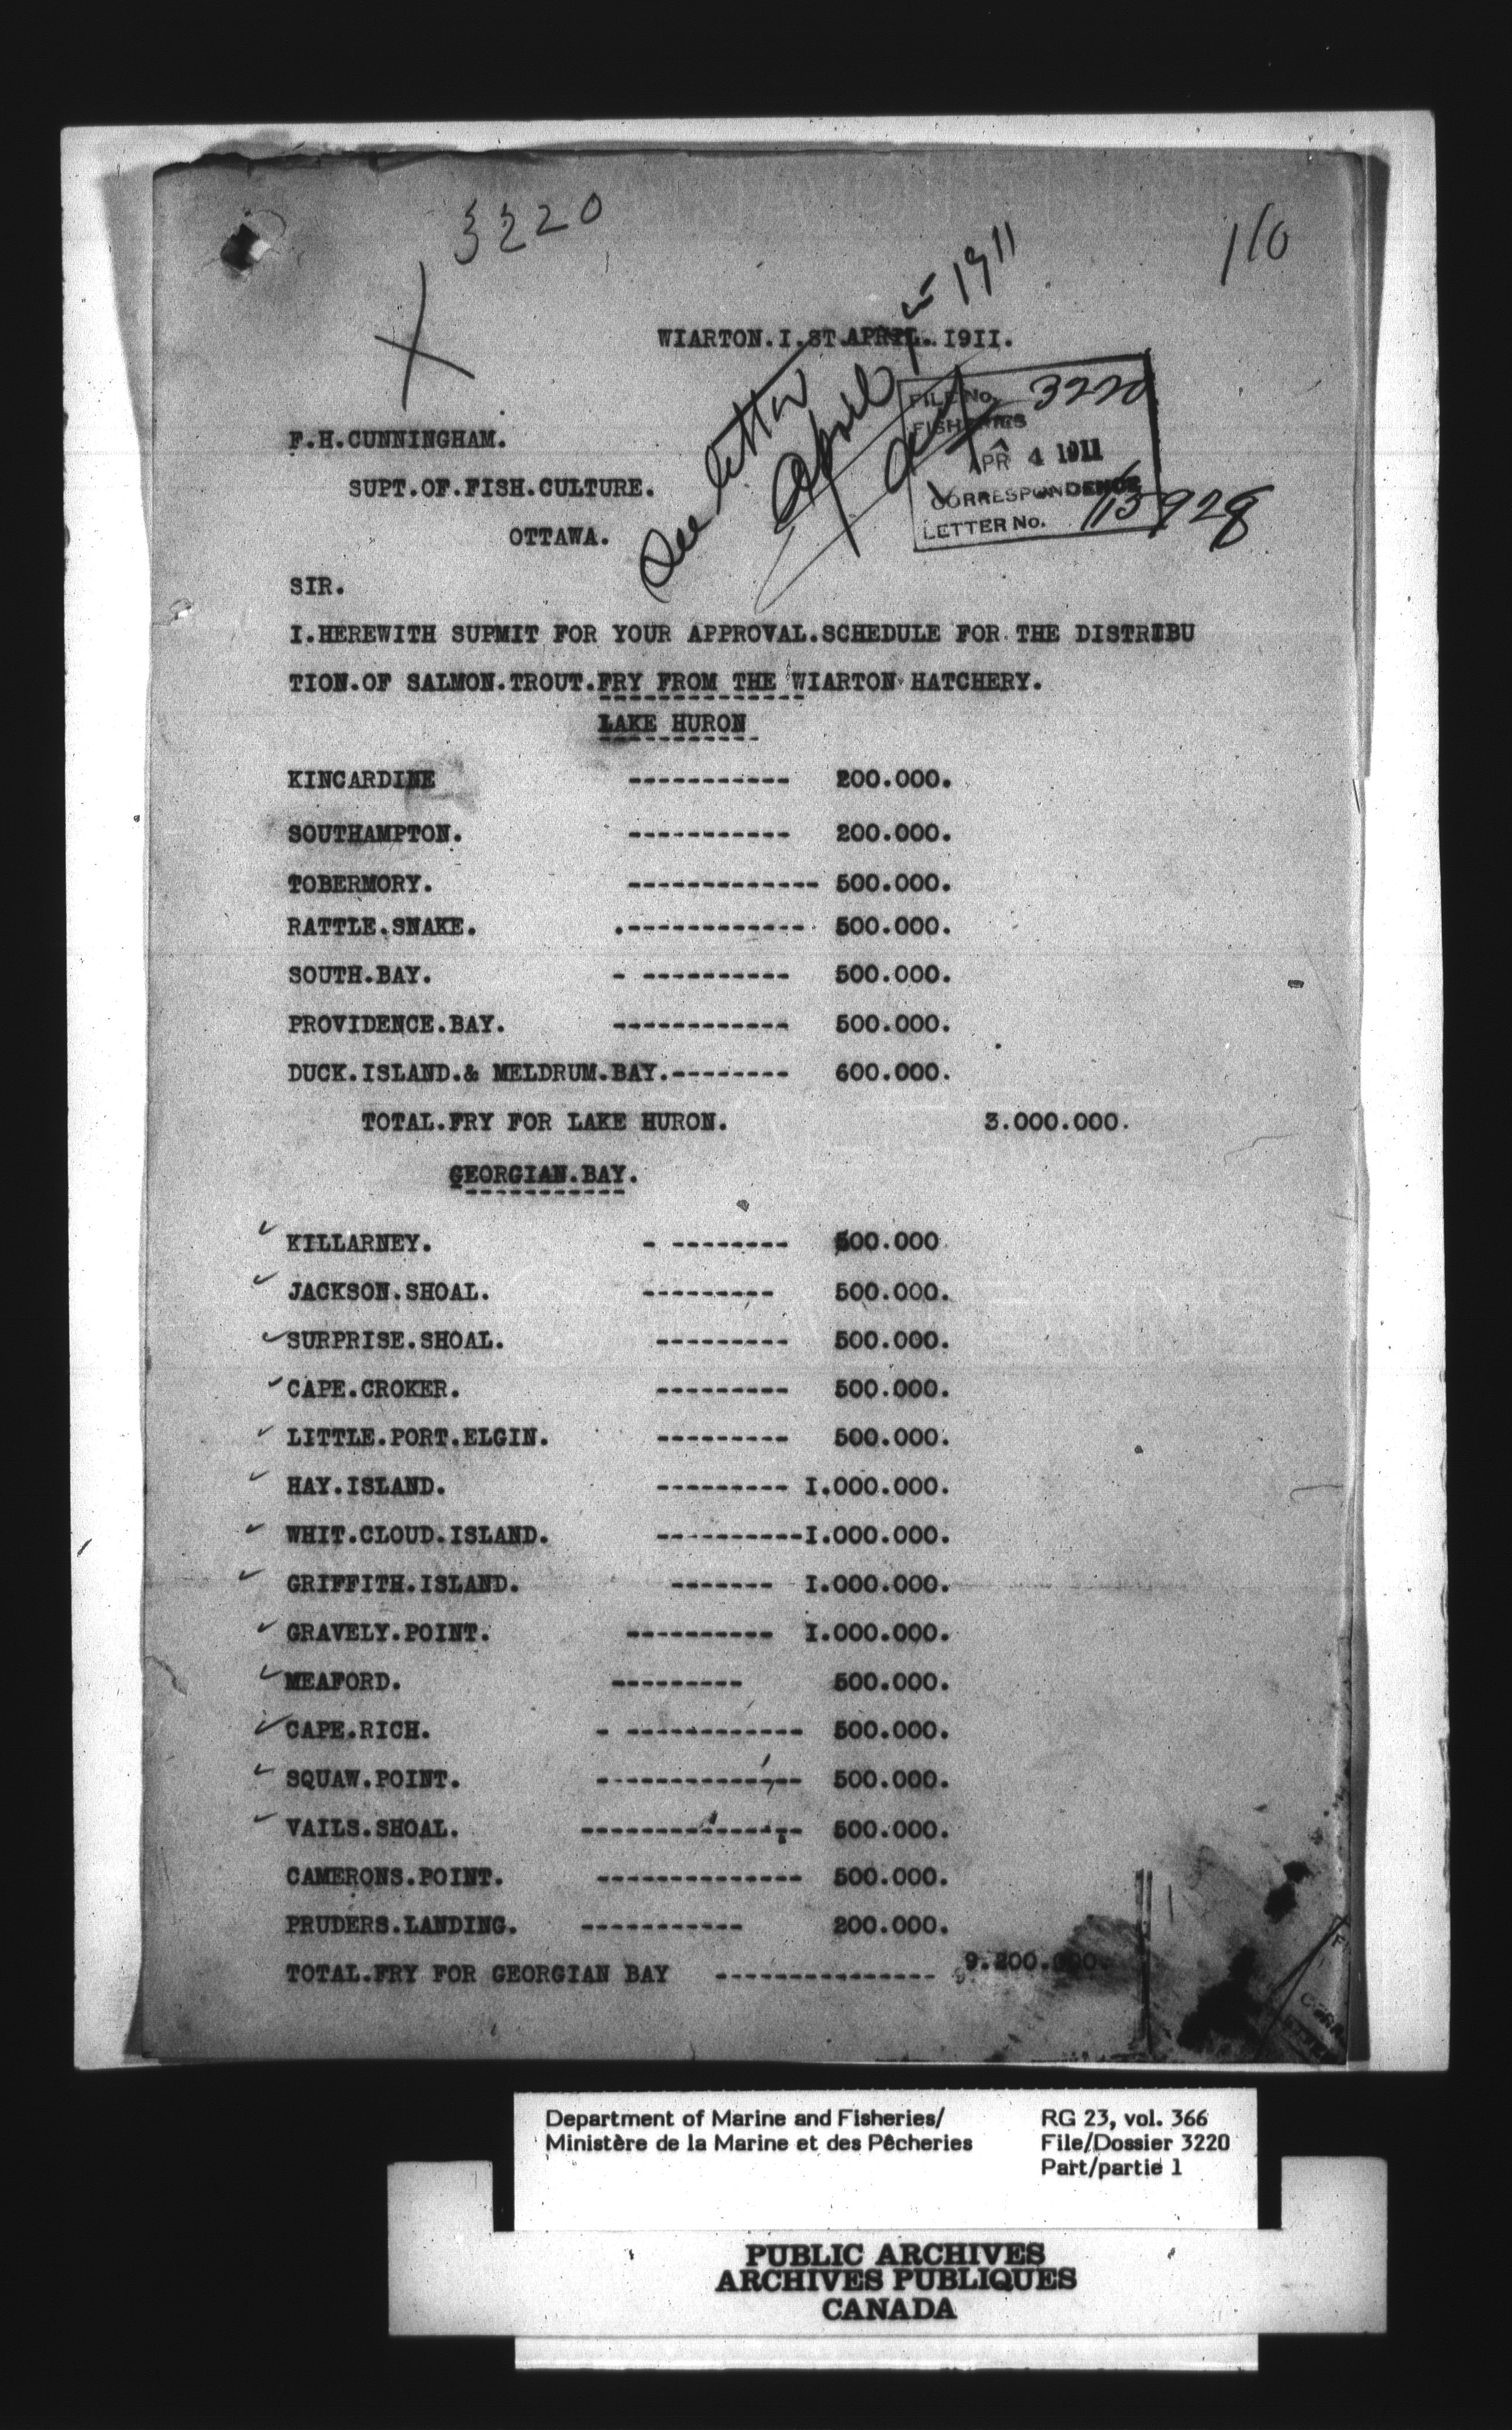 3220
110
WIARTON.I.ST.APRIL. 1911.
See letter April 5 1911
FILE No. 3220
FISHERIES
APR 4 1911
CORRESPONDENCE
LETTER No. 115928
F.H.CUNNINGHAM.
SUPT.OF.FISH.CULTURE.
OTTAWA.
SIR.
I.HEREWITH SUPMIT FOR YOUR APPROVAL.SCHEDULE FOR THE DISTRIBU
TION.OF SALMON.TROUT.FRY FROM THE WIARTON HATCHERY.
LAKE HURON
KINCARDINE ----------- 200.000.
SOUTHAMPTON. ----------- 200.000.
TOBERMORY. ------------- 500.000.
RATTLE.SNAKE. .------------ 500.000.
SOUTH.BAY. - ---------- 500.000.
PROVIDENCE.BAY. ------------ 500.000.
DUCK.ISLAND.& MELDRUM.BAY.-------- 600.000.
TOTAL.FRY FOR LAKE HURON. 3.000.000.
GEORGIAN.BAY.
KILLARNEY. - -------- 500.000
JACKSON.SHOAL. --------- 500.000.
SURPRISE.SHOAL. --------- 500.000.
CAPE.CROKER. --------- 500.000.
LITTLE.PORT.ELGIN. --------- 500.000.
HAY.ISLAND. --------- I.000.000.
WHIT.CLOUD.ISLAND. ----------I.000.000.
GRIFFITH.ISLAND. ------- I.000.000.
GRAVELY.POINT. ---------- I.000.000.
MEAFORD. --------- 500.000.
CAPE.RICH. - ------------ 500.000.
SQUAW.POINT. -------------- 500.000.
VAILS.SHOAL. --------------- 500.000.
CAMERONS.POINT. -------------- 500.000.
PRUDERS.LANDING. ----------- 200.000.
TOTAL.FRY FOR GEORGIAN BAY --------------- 9.200.000.
Department of Marine and Fisheries/
Ministère de la Marine et des Pêcheries
RG 23, vol. 366
File/Dossier 3220
Part/partie 1
PUBLIC ARCHIVES
ARCHIVES PUBLIQUES
CANADA